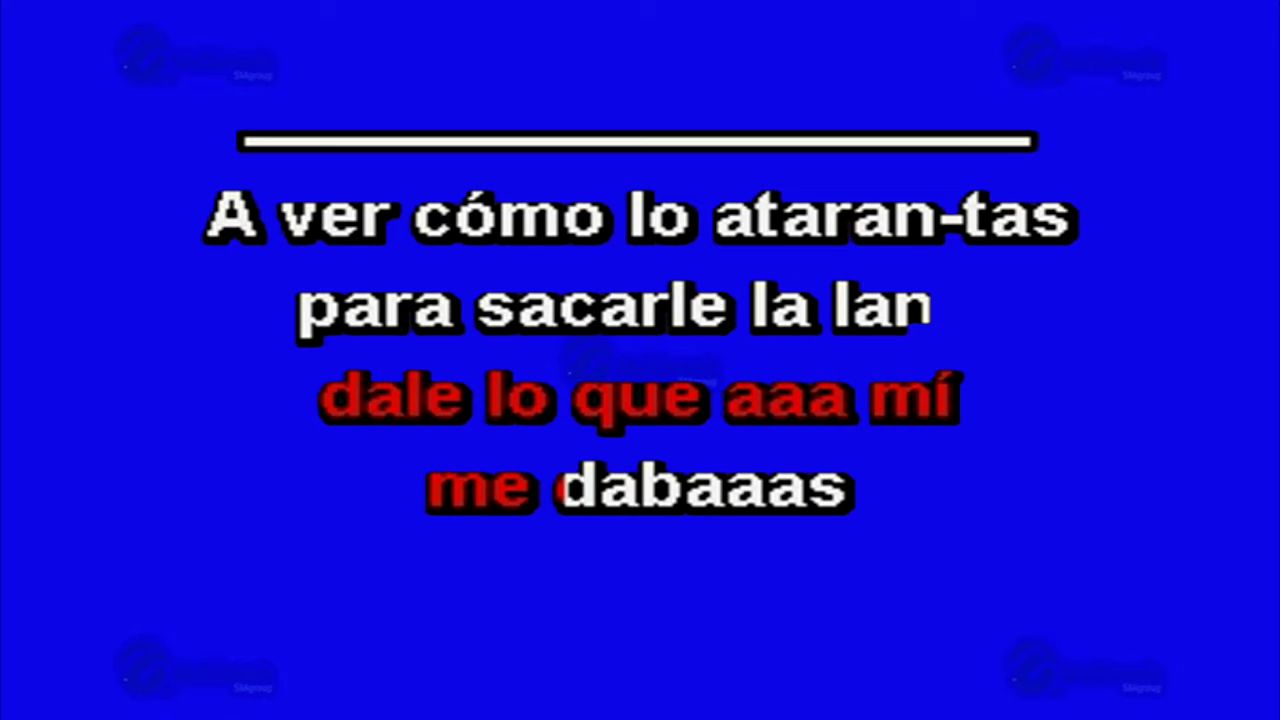 A ver cómo lo ataran-tas
para sacarle la lan
dale lo que aaa mí
me dabaaas